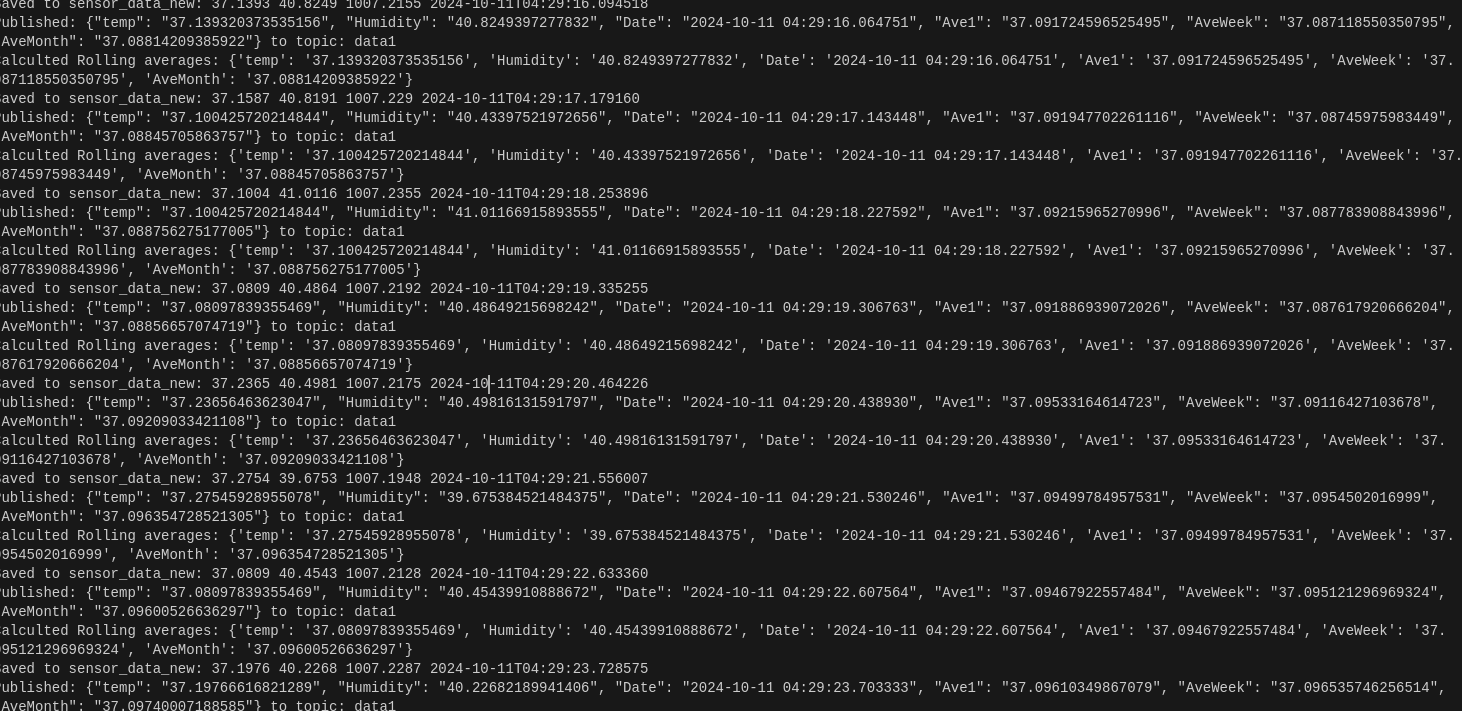 aved to sensor_data_new: 37.1393 40.8249 1007.2155 2024-10-11T04:29:16.094518
ublished: {"temp": "37.139320373535156", "Humidity": "40.8249397277832", "Date": "2024-10-11 04:29:16.064751", "Ave1": "37.091724596525495", "AveWeek": "37.087118550350795",
AveMonth": "37.08814209385922"} to topic: data1
alculted Rolling averages: {'temp': '37.139320373535156', 'Humidity': '40.8249397277832', 'Date': '2024-10-11 04:29:16.064751', 'Ave1': '37.091724596525495', 'AveWeek': '37.
087118550350795', 'AveMonth': '37.08814209385922'}
aved to sensor_data_new: 37.1587 40.8191 1007.229 2024-10-11T04:29:17.179160
ublished: {"temp": "37.100425720214844", "Humidity": "40.43397521972656", "Date": "2024-10-11 04:29:17.143448", "Ave1": "37.091947702261116", "AveWeek": "37.08745975983449",
AveMonth": "37.08845705863757"} to topic: data1
alculted Rolling averages: {'temp': '37.100425720214844', 'Humidity': '40.43397521972656', 'Date': '2024-10-11 04:29:17.143448', 'Ave1': '37.091947702261116', 'AveWeek': '37.
08745975983449', 'AveMonth': '37.08845705863757'}
aved to sensor_data_new: 37.1004 41.0116 1007.2355 2024-10-11T04:29:18.253896
ublished: {"temp": "37.100425720214844", "Humidity": "41.01166915893555", "Date": "2024-10-11 04:29:18.227592", "Ave1": "37.09215965270996", "AveWeek": "37.087783908843996",
AveMonth": "37.088756275177005"} to topic: data1
alculted Rolling averages: {'temp': '37.100425720214844', 'Humidity': '41.01166915893555', 'Date': '2024-10-11 04:29:18.227592', 'Ave1': '37.09215965270996', 'AveWeek': '37.
087783908843996', 'AveMonth': '37.088756275177005'}
aved to sensor_data_new: 37.0809 40.4864 1007.2192 2024-10-11T04:29:19.335255
ublished: {"temp": "37.08097839355469", "Humidity": "40.48649215698242", "Date": "2024-10-11 04:29:19.306763", "Ave1": "37.091886939072026", "AveWeek": "37.087617920666204",
AveMonth": "37.08856657074719"} to topic: data1
alculted Rolling averages: {'temp': '37.08097839355469', 'Humidity': '40.48649215698242', 'Date': '2024-10-11 04:29:19.306763', 'Ave1': '37.091886939072026', 'AveWeek': '37.
087617920666204', 'AveMonth': '37.08856657074719'}
aved to sensor_data_new: 37.2365 40.4981 1007.2175 2024-10-11T04:29:20.464226
ublished: {"temp": "37.23656463623047", "Humidity": "40.49816131591797", "Date": "2024-10-11 04:29:20.438930", "Ave1": "37.09533164614723", "AveWeek": "37.09116427103678",
AveMonth": "37.09209033421108"} to topic: data1
alculted Rolling averages: {'temp': '37.23656463623047', 'Humidity': '40.49816131591797', 'Date': '2024-10-11 04:29:20.438930', 'Ave1': '37.09533164614723', 'AveWeek': '37.
09116427103678', 'AveMonth': '37.09209033421108'}
aved to sensor_data_new: 37.2754 39.6753 1007.1948 2024-10-11T04:29:21.556007
ublished: {"temp": "37.27545928955078", "Humidity": "39.675384521484375", "Date": "2024-10-11 04:29:21.530246", "Ave1": "37.09499784957531", "AveWeek": "37.0954502016999",
AveMonth": "37.096354728521305"} to topic: data1
alculted Rolling averages: {'temp': '37.27545928955078', 'Humidity': '39.675384521484375', 'Date': '2024-10-11 04:29:21.530246', 'Ave1': '37.09499784957531', 'AveWeek': '37.
0954502016999', 'AveMonth': '37.096354728521305'}
aved to sensor_data_new: 37.0809 40.4543 1007.2128 2024-10-11T04:29:22.633360
ublished: {"temp": "37.08097839355469", "Humidity": "40.45439910888672", "Date": "2024-10-11 04:29:22.607564", "Ave1": "37.09467922557484", "AveWeek": "37.095121296969324",
AveMonth": "37.09600526636297"} to topic: data1
alculted Rolling averages: {'temp': '37.08097839355469', 'Humidity': '40.45439910888672', 'Date': '2024-10-11 04:29:22.607564', 'Ave1': '37.09467922557484', 'AveWeek': '37.
095121296969324', 'AveMonth': '37.09600526636297'}
aved to sensor_data_new: 37.1976 40.2268 1007.2287 2024-10-11T04:29:23.728575
ublished: {"temp": "37.19766616821289", "Humidity": "40.22682189941406", "Date": "2024-10-11 04:29:23.703333", "Ave1": "37.09610349867079", "AveWeek": "37.096535746256514",
AveMonth": "37.09740007188585"} to topic: data1